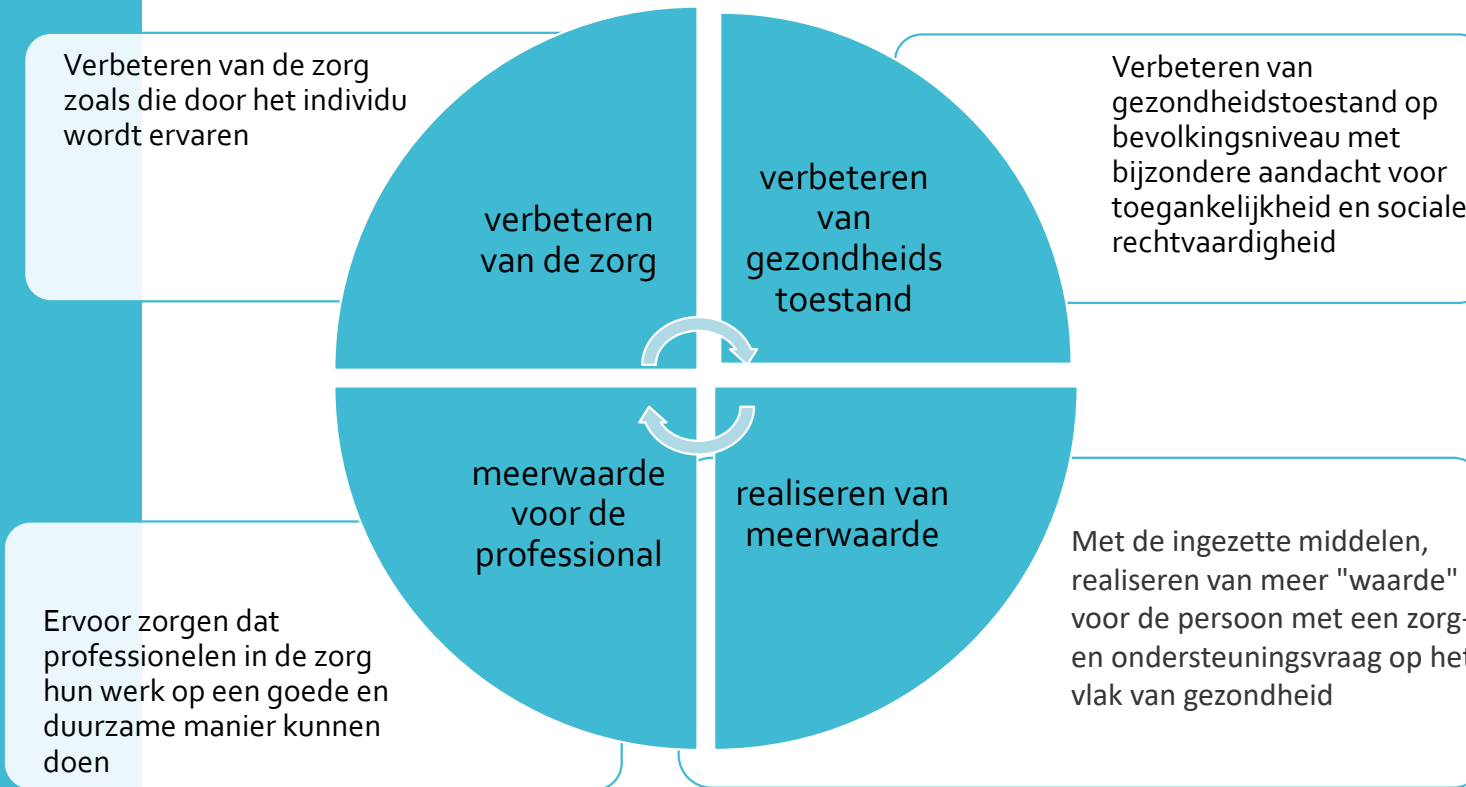 Verbeteren van de zorg
zoals die door het individu
wordt ervaren
verbeteren
van de zorg
verbeteren
van
gezondheids
toestand
Verbeteren van
gezondheidstoestand op
bevolkingsniveau met
bijzondere aandacht voor
toegankelijkheid en sociale
rechtvaardigheid
meerwaarde
voor de
professional
realiseren van
meerwaarde
Ervoor zorgen dat
professionelen in de zorg
hun werk op een goede en
duurzame manier kunnen
doen
Met de ingezette middelen,
realiseren van meer "waarde"
voor de persoon met een zorg-
en ondersteuningsvraag op het
vlak van gezondheid